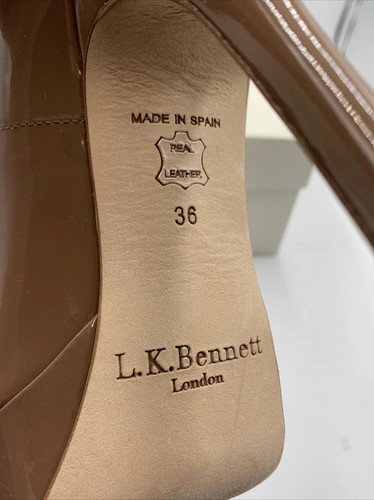 MADE IN SPAIN
REAL
LEATHER
36
L.K.Bennett
London